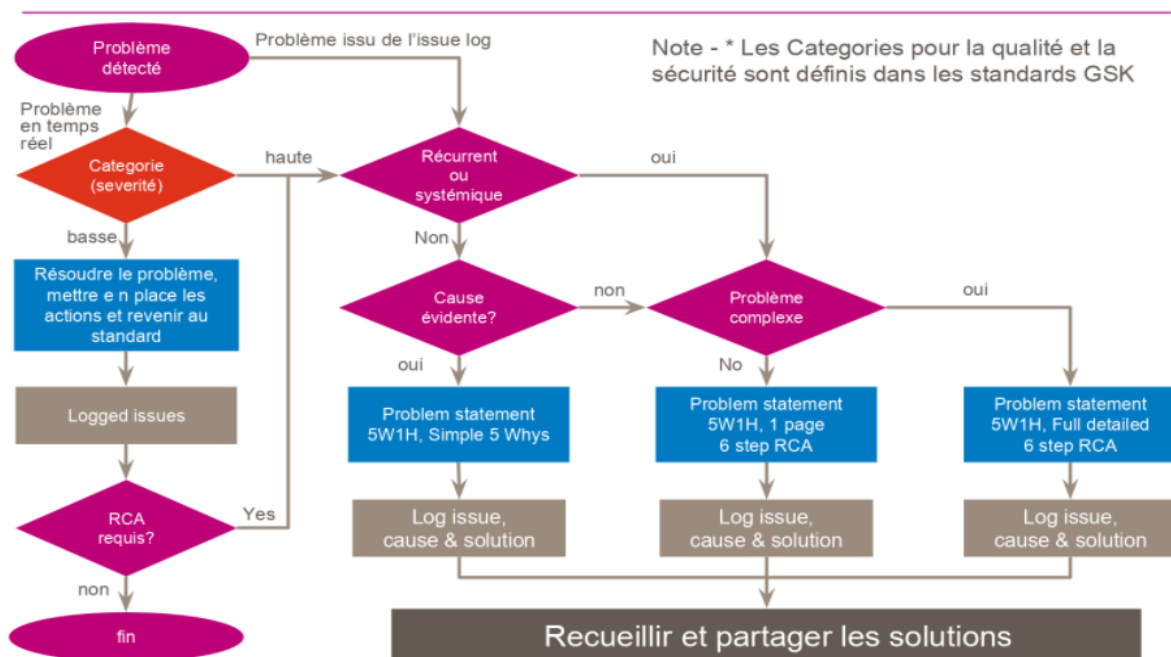 Problème
détecté
Problème issu de l'issue log
Note - * Les Categories pour la qualité et la
sécurité sont définis dans les standards GSK
Problème
en temps
réel
Categorie
(severité)
haute
Récurrent
ou
systémique
oui
basse
Non
Résoudre le problème,
mettre e n place les
actions et revenir au
standard
Cause
évidente?
non
Problème
complexe
oui
oui
No
Logged issues
Problem statement
5W1H, Simple 5 Whys
Problem statement
5W1H, 1 page
6 step RCA
Problem statement
5W1H, Full detailed
6 step RCA
RCA
requis?
Yes
Log issue,
cause & solution
Log issue,
cause & solution
Log issue,
cause & solution
non
fin
Recueillir et partager les solutions